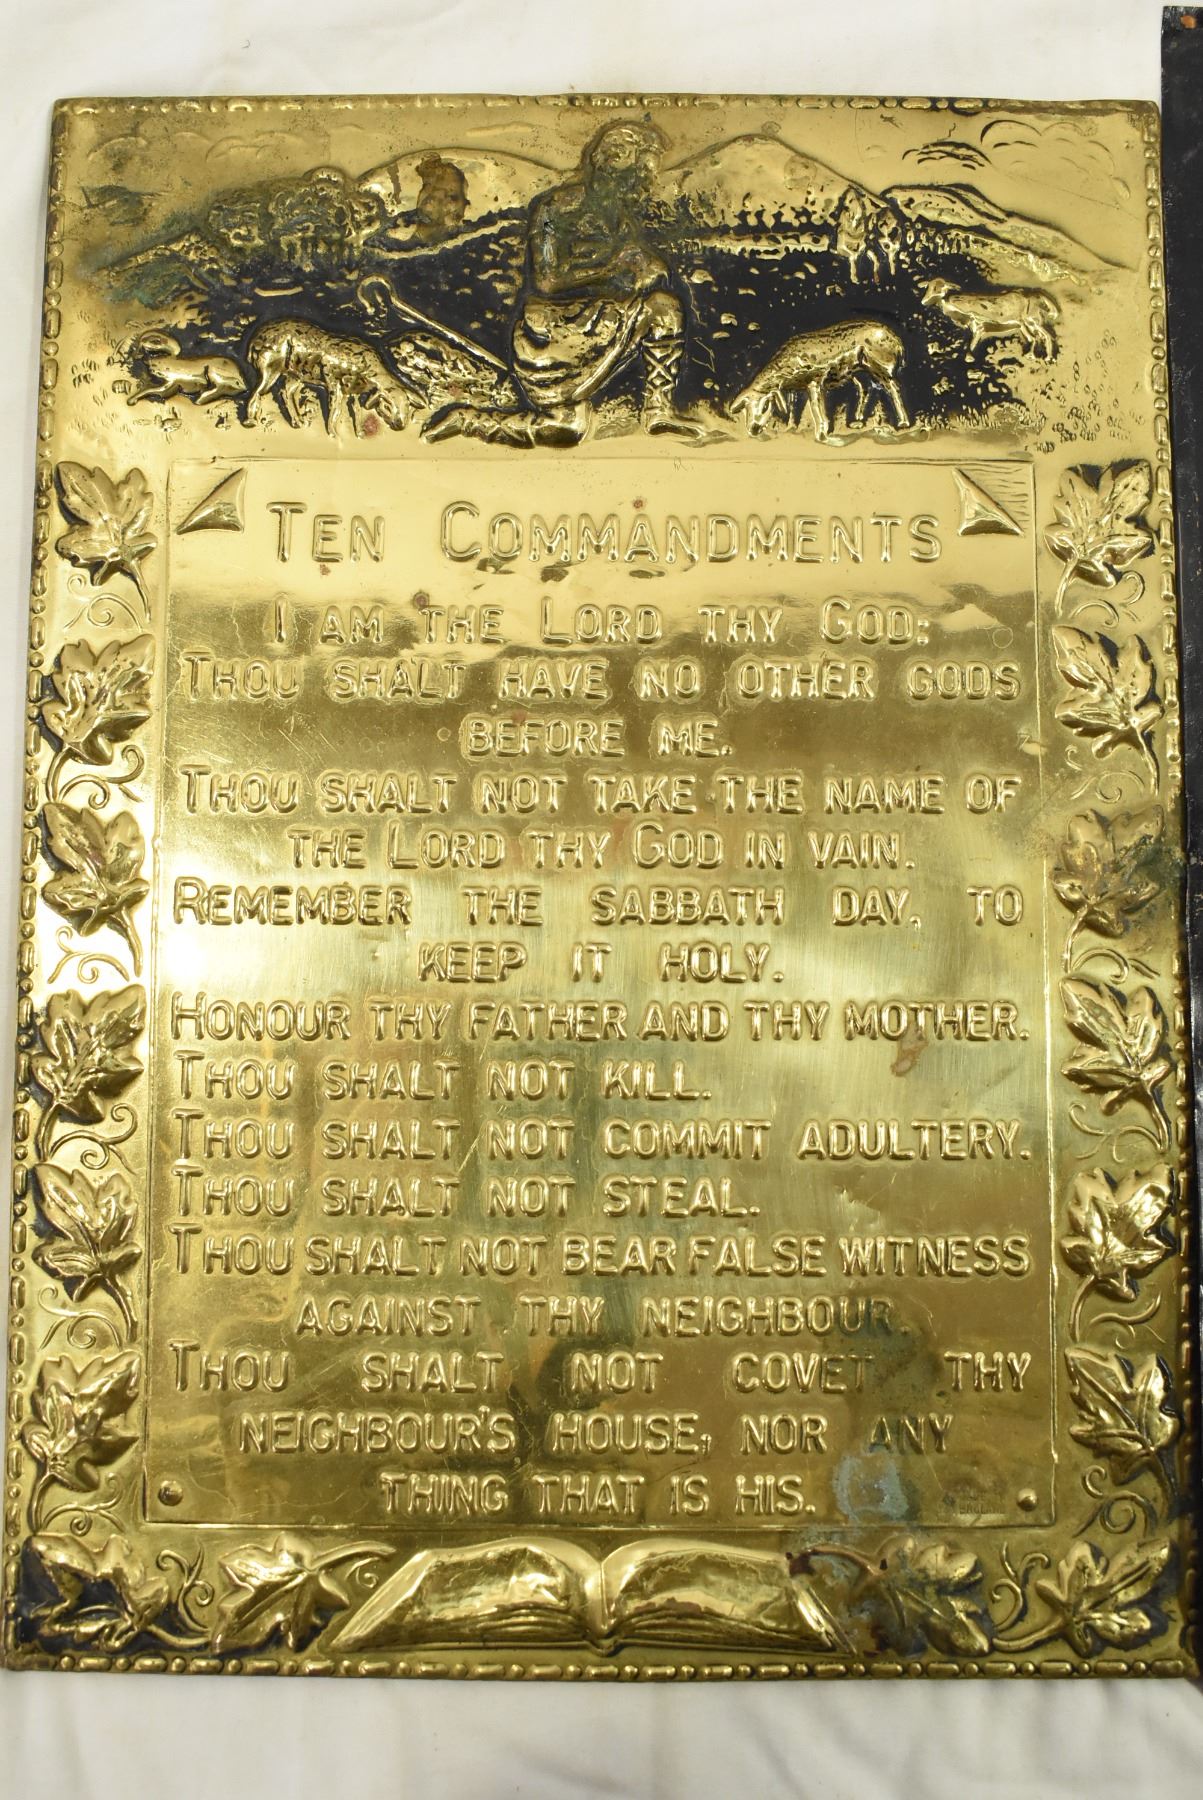 TEN COMMANDMENTS
I AM THE LORD THY GOD:
THOU SHALT HAVE NO OTHER GODS
BEFORE ME.
THOU SHALT NOT TAKE THE NAME OF
THE LORD THY GOD IN VAIN.
REMEMBER THE SABBATH DAY, TO
KEEP IT HOLY.
HONOUR THY FATHER AND THY MOTHER.
THOU SHALT NOT KILL.
THOU SHALT NOT COMMIT ADULTERY.
THOU SHALT NOT STEAL.
THOU SHALT NOT BEAR FALSE WITNESS
AGAINST THY NEIGHBOUR.
THOU SHALT NOT COVET THY
NEIGHBOUR'S HOUSE, NOR ANY
THING THAT IS HIS.